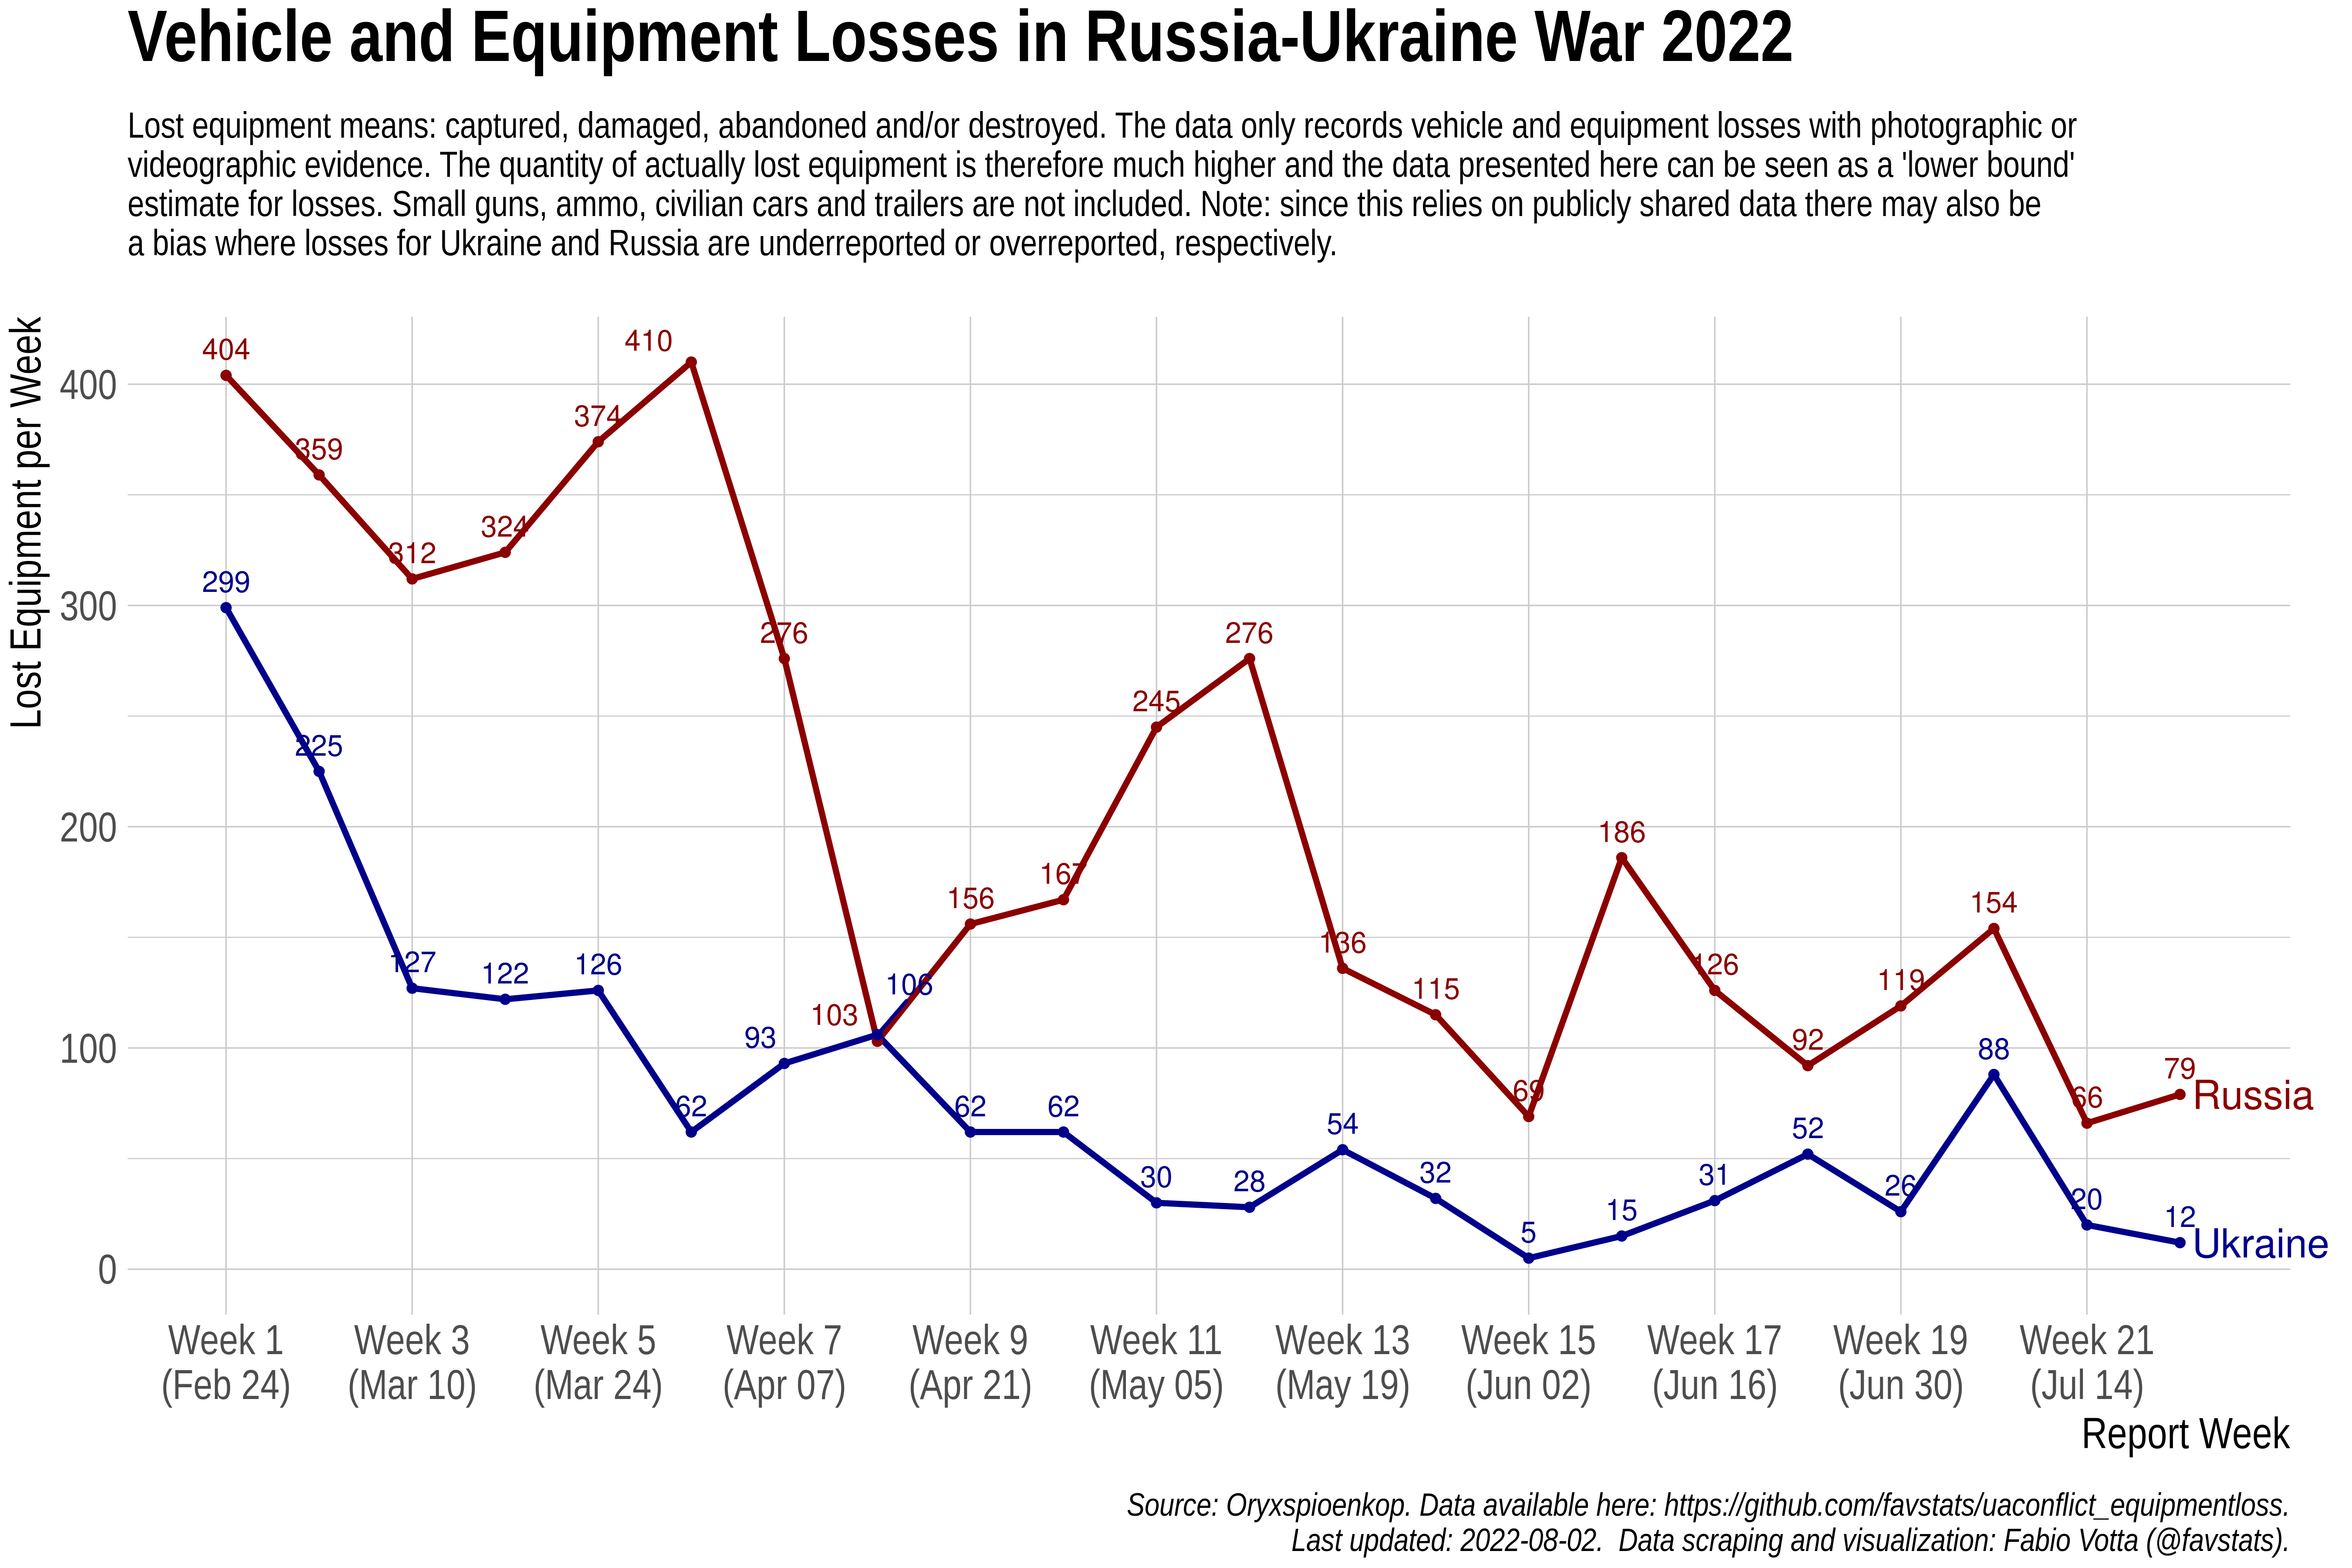 Vehicle and Equipment Losses in Russia-Ukraine War 2022
Lost equipment means: captured, damaged, abandoned and/or destroyed. The data only records vehicle and equipment losses with photographic or
videographic evidence. The quantity of actually lost equipment is therefore much higher and the data presented here can be seen as a 'lower bound'
estimate for losses. Small guns, ammo, civilian cars and trailers are not included. Note: since this relies on publicly shared data there may also be
a bias where losses for Ukraine and Russia are underreported or overreported, respectively.
Lost Equipment per Week
400
300
200
100
0
404
359
312
324
374
410
276
103
156
167
245
276
136
115
69
186
126
92
119
154
66
79
Russia
299
225
127
122
126
62
93
106
62
62
30
28
54
32
5
15
31
52
26
88
20
12
Ukraine
Week 1
(Feb 24)
Week 3
(Mar 10)
Week 5
(Mar 24)
Week 7
(Apr 07)
Week 9
(Apr 21)
Week 11
(May 05)
Week 13
(May 19)
Week 15
(Jun 02)
Week 17
(Jun 16)
Week 19
(Jun 30)
Week 21
(Jul 14)
Report Week
Source: Oryxspioenkop. Data available here: https://github.com/favstats/uaconflict_equipmentloss.
Last updated: 2022-08-02.  Data scraping and visualization: Fabio Votta (@favstats).